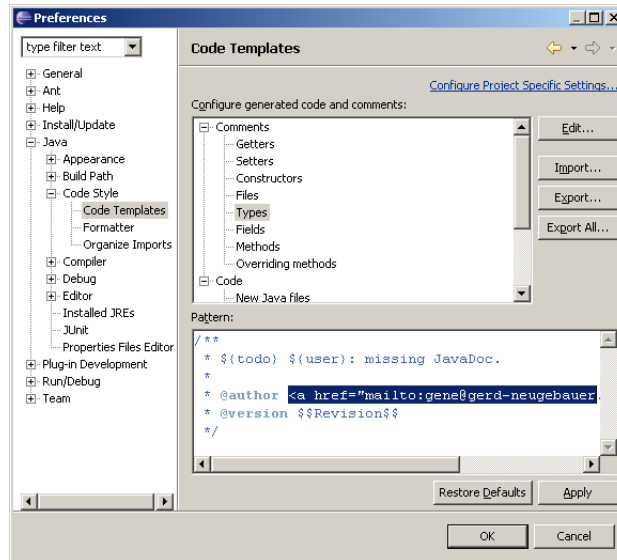 Preferences
type filter text
General
Ant
Help
Install/Update
Java
Appearance
Build Path
Code Style
Code Templates
Formatter
Organize Imports
Compiler
Debug
Editor
Installed JREs
JUnit
Properties Files Editor
Plug-in Development
Run/Debug
Team
Code Templates
Configure Project Specific Settings...
Configure generated code and comments:
Comments
Getters
Setters
Constructors
Files
Types
Fields
Methods
Overriding methods
Code
New Java files
Edit...
Import...
Export...
Export All...
Pattern:
/**
* ${todo} ${user}: missing JavaDoc.
*
* @author <a href="mailto:gene@gerd-neugebauer.
* @version $$Revision$$
*/
Restore Defaults
Apply
OK
Cancel